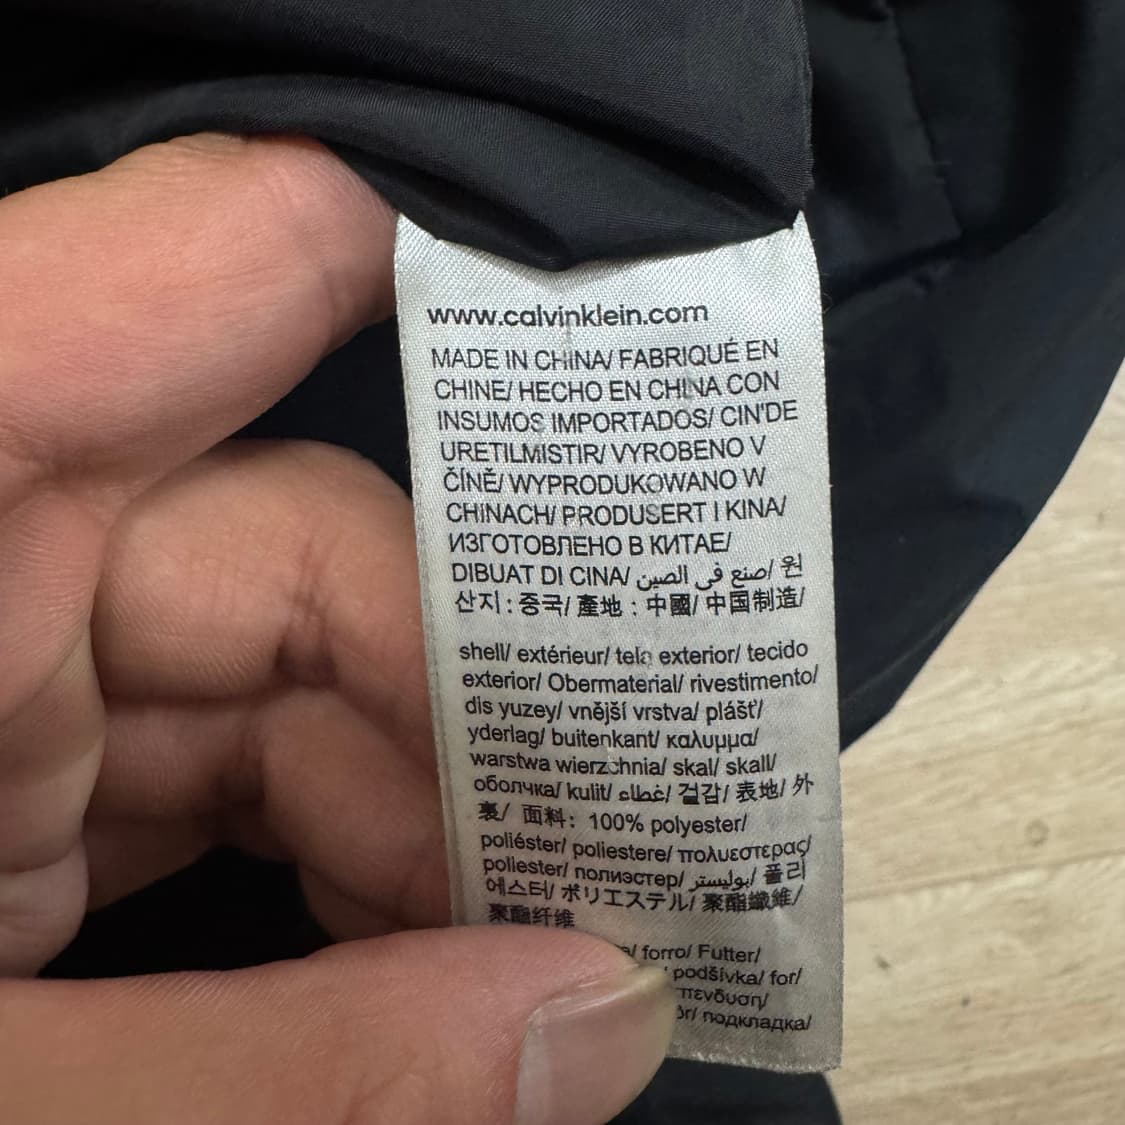 www.calvinklein.com
MADE IN CHINA/ FABRIQUÉ EN
CHINE/ HECHO EN CHINA CON
INSUMOS IMPORTADOS/ CIN'DE
URETILMISTIR/ VYROBENO V
ČÍNĚ/ WYPRODUKOWANO W
CHINACH/ PRODUSERT I KINA/
ИЗГОТОВЛЕНО В КИТАЕ/
DIBUAT DI CINA/ صنع في الصين/ 원
산지: 중국/ 產地: 中國/ 中国制造/
shell/ extérieur/ tela exterior/ tecido
exterior/ Obermaterial/ rivestimento/
dis yuzey/ vnější vrstva/ plášť/
yderlag/ buitenkant/ καλυμμα/
warstwa wierzchnia/ skal/ skall/
оболчка/ kulit/ غطاء/ 겉감/ 表地/ 外
裏/ 面料: 100% polyester/
poliéster/ poliestere/ πολυεστερας/
poliester/ полиэстер/ بوليستر/ 폴리
에스터/ ポリエステル/ 聚酯纖維/
聚酯纤维
/ forro/ Futter/
/ podšívka/ for/
/ подкладка/